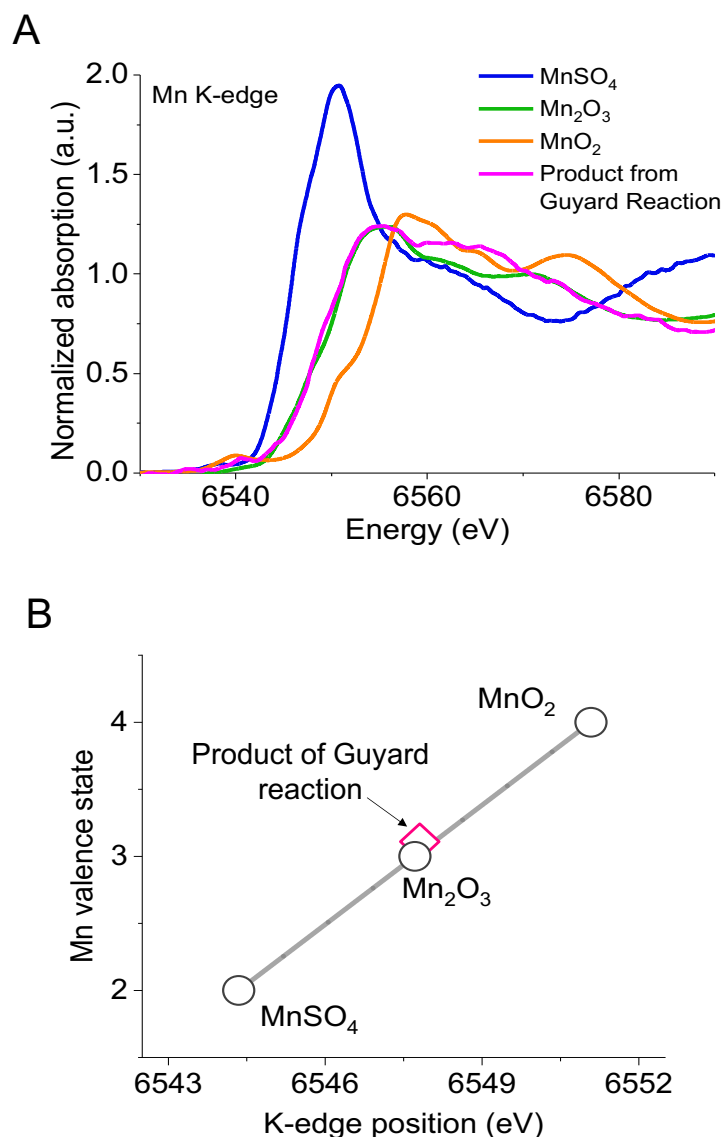 A
Mn K-edge
MnSO₄
Mn₂O₃
MnO₂
Product from
Guyard Reaction
2.0
1.5
1.0
0.5
0.0
Normalized absorption (a.u.)
6540
6560
6580
Energy (eV)
B
MnO₂
Product of Guyard
reaction
Mn₂O₃
MnSO₄
4
3
2
Mn valence state
6543
6546
6549
6552
K-edge position (eV)